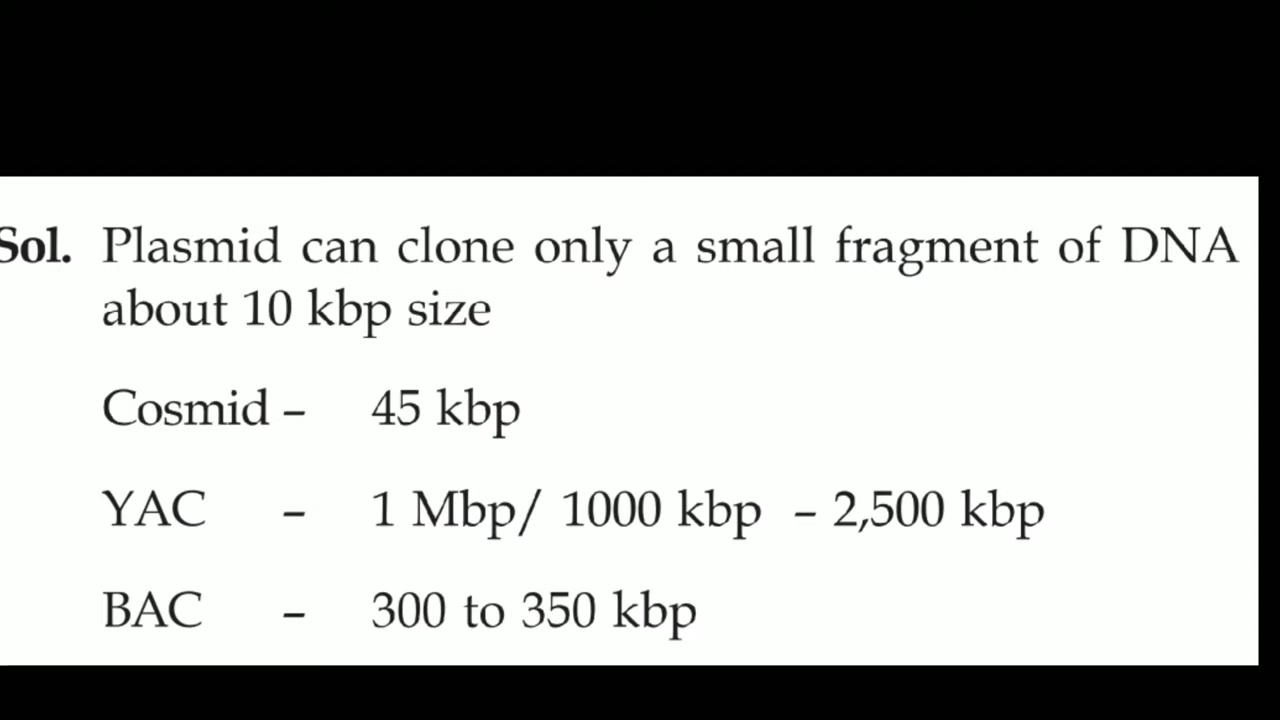 Sol. Plasmid can clone only a small fragment of DNA
about 10 kbp size
Cosmid – 45 kbp
YAC – 1 Mbp/ 1000 kbp – 2,500 kbp
BAC – 300 to 350 kbp